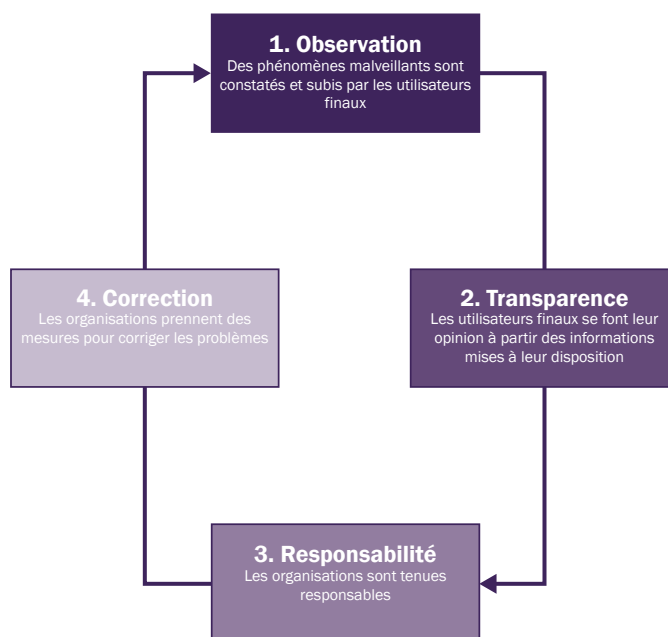 1. Observation
Des phénomènes malveillants sont
constatés et subis par les utilisateurs
finaux
2. Transparence
Les utilisateurs finaux se font leur
opinion à partir des informations
mises à leur disposition
3. Responsabilité
Les organisations sont tenues
responsables
4. Correction
Les organisations prennent des
mesures pour corriger les problèmes